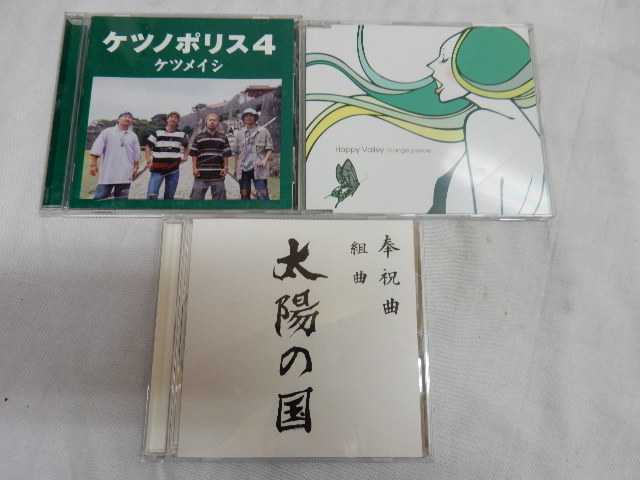 ケツノポリス4
ケツメイシ
Happy Valley orange pekoe
奉祝曲
組曲
太陽の国